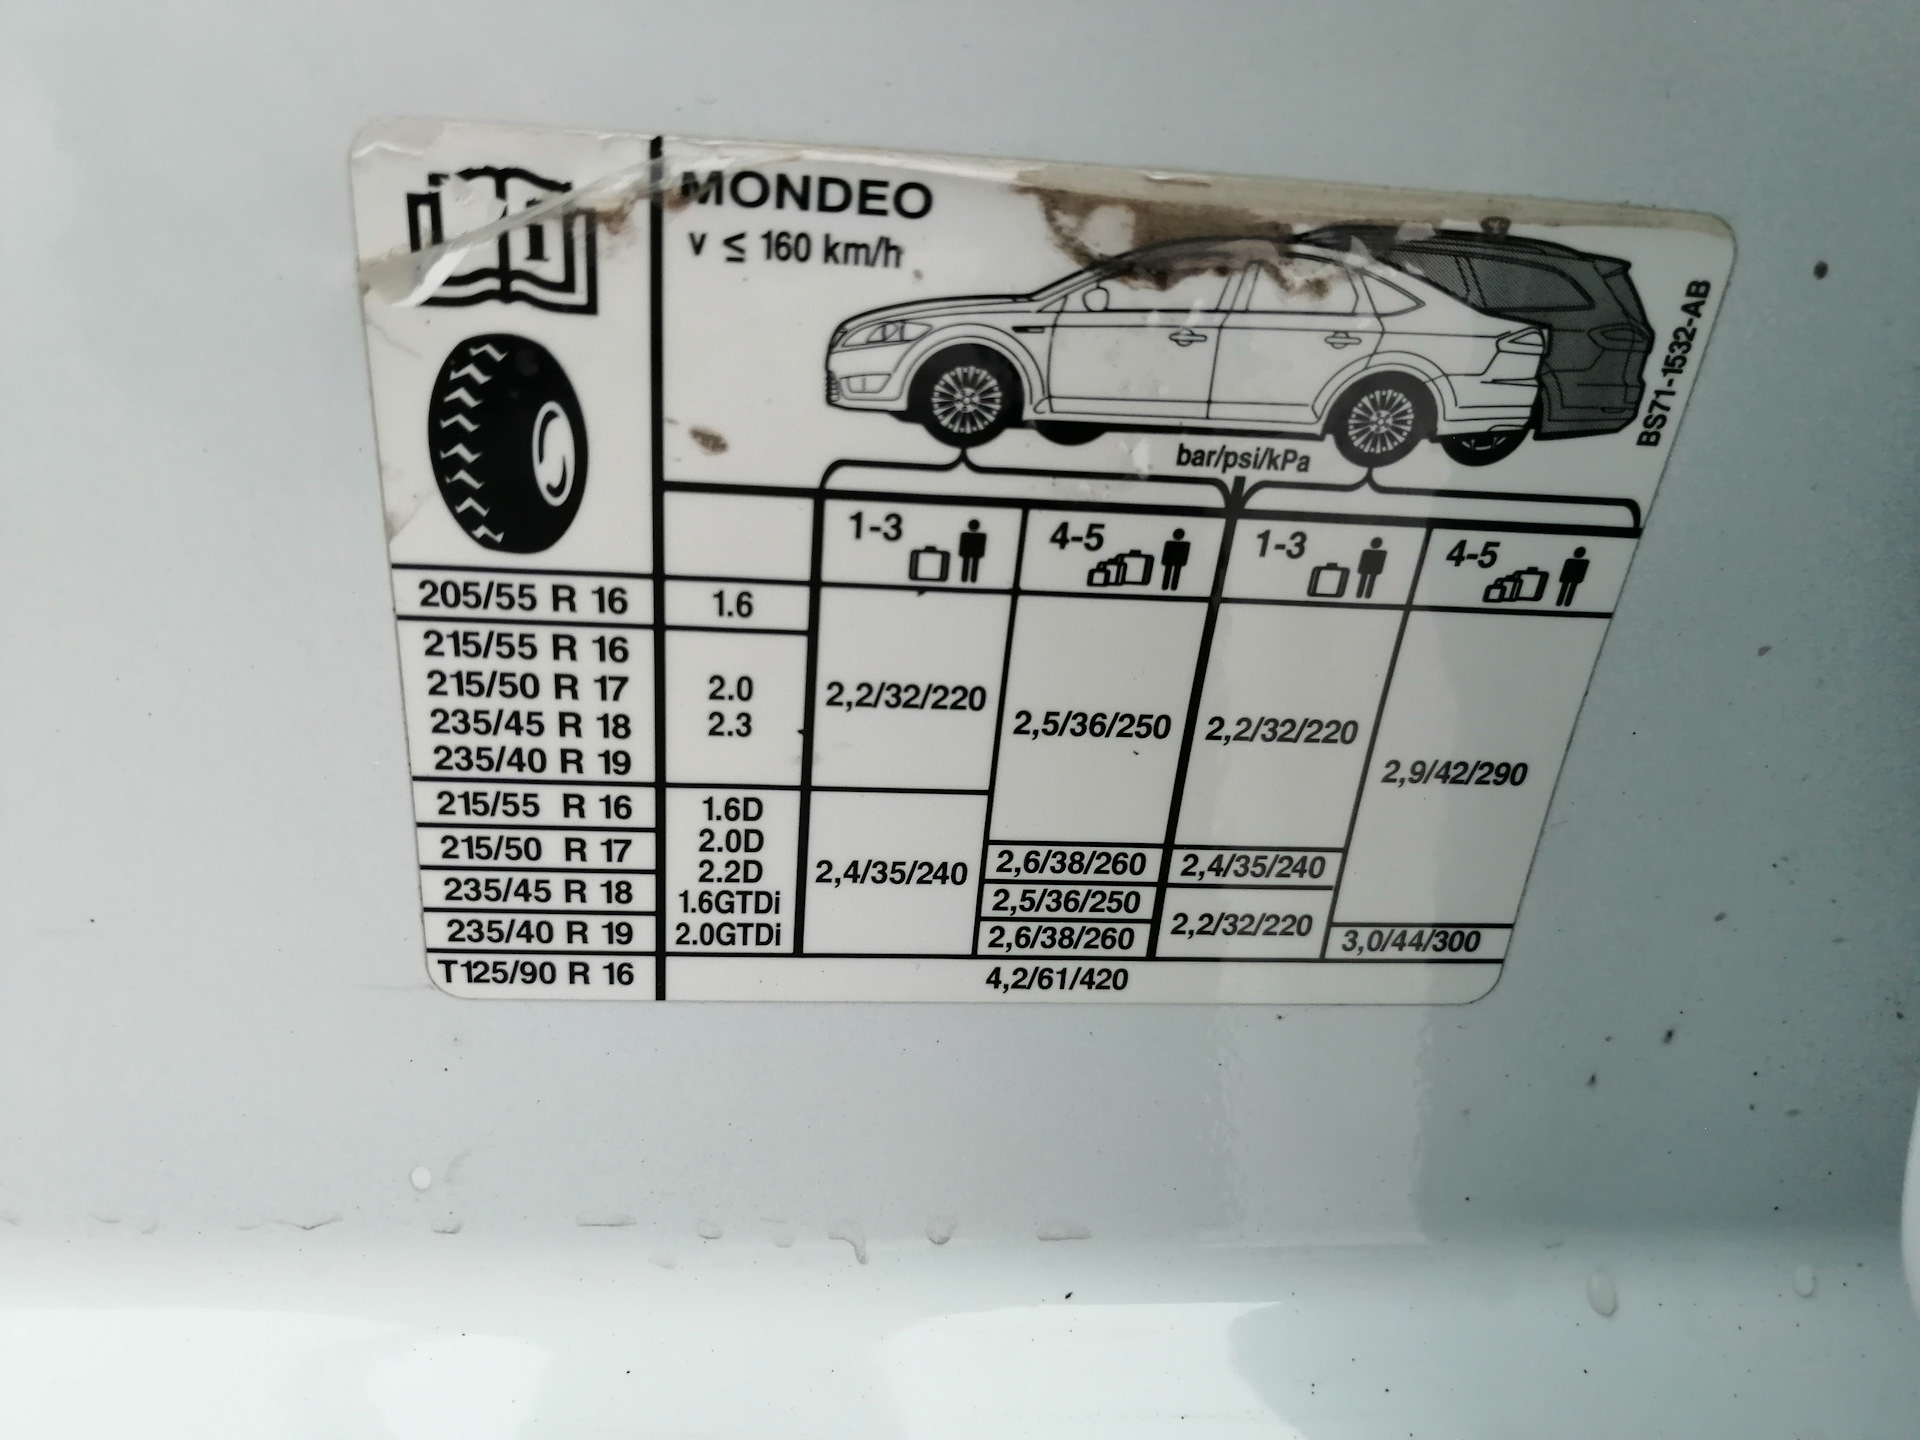 MONDEO
v ≤ 160 km/h
BS71-1532-AB
bar/psi/kPa
1-3 4-5 1-3 4-5
205/55 R 16 1.6
215/55 R 16
215/50 R 17 2.0 2,2/32/220
235/45 R 18 2.3 2,5/36/250 2,2/32/220
235/40 R 19 2,9/42/290
215/55 R 16 1.6D
215/50 R 17 2.0D 2,6/38/260 2,4/35/240
2.2D 2,4/35/240
235/45 R 18 1.6GTDi 2,5/36/250 2,2/32/220
235/40 R 19 2.0GTDi 2,6/38/260 3,0/44/300
T125/90 R 16 4,2/61/420